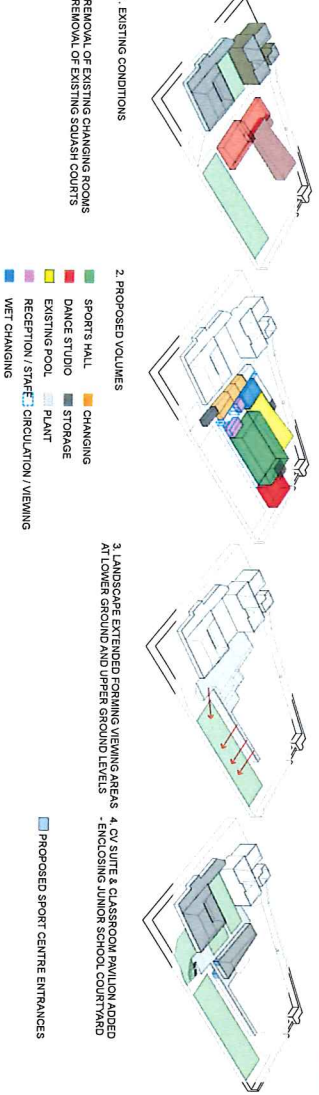 . EXISTING CONDITIONS
REMOVAL OF EXISTING CHANGING ROOMS
REMOVAL OF EXISTING SQUASH COURTS
2. PROPOSED VOLUMES
SPORTS HALL
DANCE STUDIO
EXISTING POOL
RECEPTION / STAFF
WET CHANGING
CHANGING
STORAGE
PLANT
CIRCULATION / VIEWING
3. LANDSCAPE EXTENDED FORMING VIEWING AREAS
AT LOWER GROUND AND UPPER GROUND LEVELS
4. CV SUITE & CLASSROOM PAVILION ADDED
- ENCLOSING JUNIOR SCHOOL COURTYARD
PROPOSED SPORT CENTRE ENTRANCES